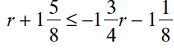 r + 1 5/8 ≤ -1 3/4 r - 1 1/8